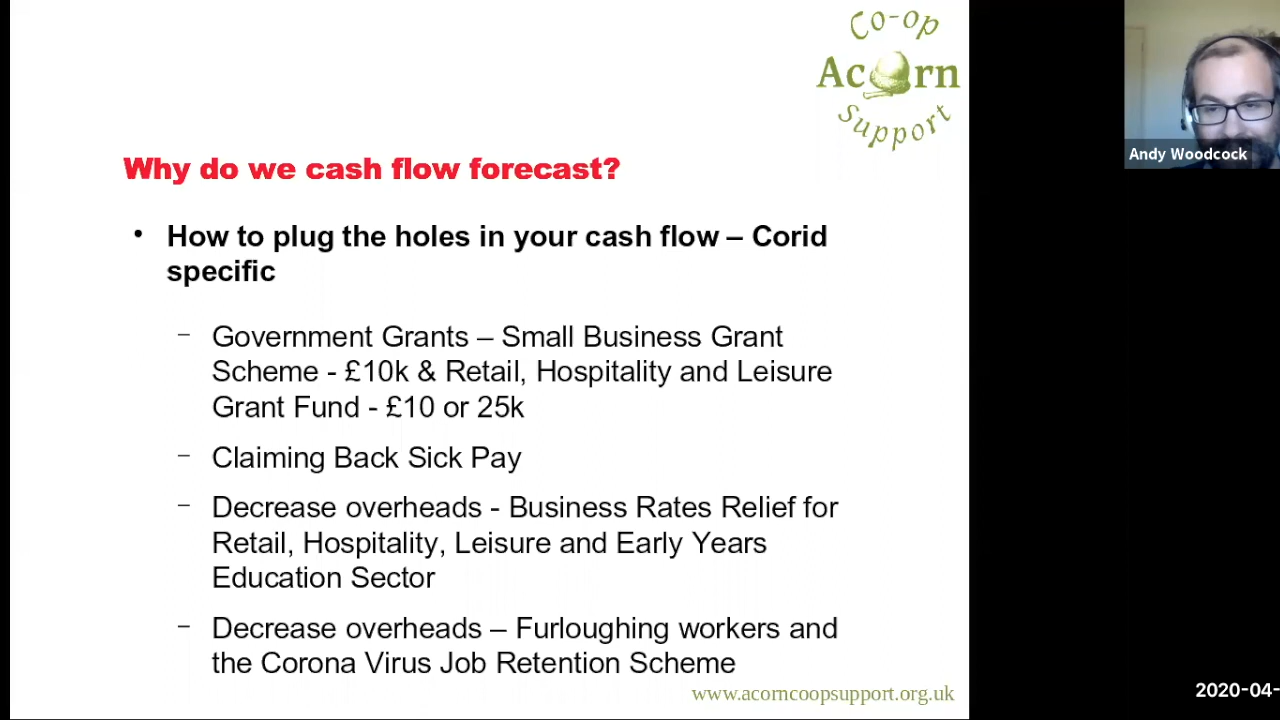 Co-op
Acorn
Support
Andy Woodcock
Why do we cash flow forecast?
• How to plug the holes in your cash flow – Corid
specific
– Government Grants – Small Business Grant
Scheme - £10k & Retail, Hospitality and Leisure
Grant Fund - £10 or 25k
– Claiming Back Sick Pay
– Decrease overheads - Business Rates Relief for
Retail, Hospitality, Leisure and Early Years
Education Sector
– Decrease overheads – Furloughing workers and
the Corona Virus Job Retention Scheme
www.acorncoopsupport.org.uk
2020-04-